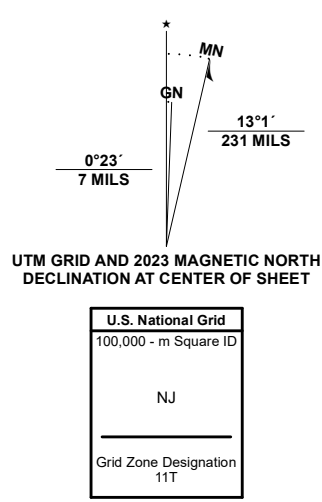 ★
MN
GN
13°1´
231 MILS
0°23´
7 MILS
UTM GRID AND 2023 MAGNETIC NORTH
DECLINATION AT CENTER OF SHEET
U.S. National Grid
100,000 - m Square ID
NJ
Grid Zone Designation
11T